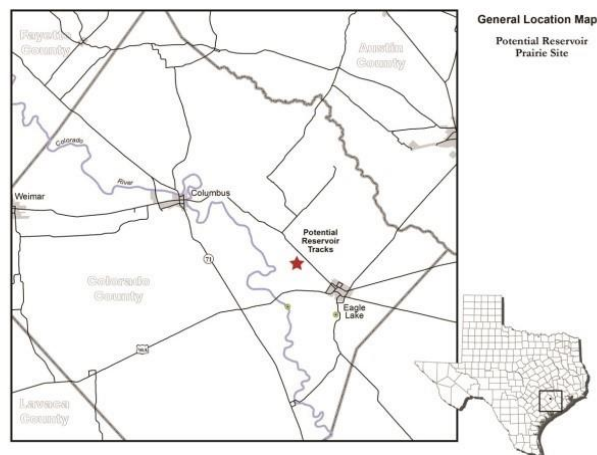 General Location Map
Potential Reservoir
Prairie Site
Fayette
County
Austin
County
Colorado
River
Weimar
Columbus
Potential
Reservoir
Tracks
71
Colorado
County
Eagle
Lake
Lavaca
County